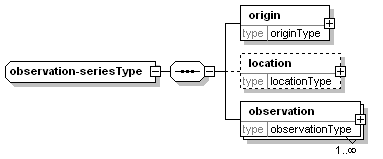 origin
type originType
observation-seriesType
location
type locationType
observation
type observationType
1..∞